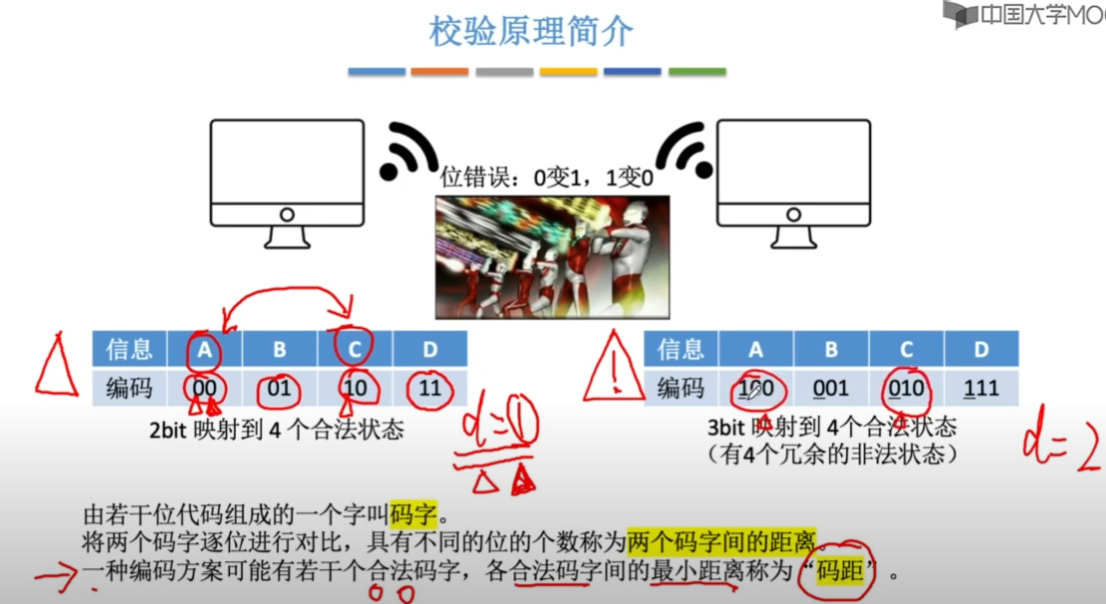 校验原理简介
中国大学MO
位错误：0变1，1变0
信息 A B C D
编码 00 01 10 11
2bit 映射到 4 个合法状态
d=1
!
信息 A B C D
编码 100 001 010 111
3bit 映射到 4个合法状态
（有4个冗余的非法状态）
d=2
由若干位代码组成的一个字叫码字。
将两个码字逐位进行对比，具有不同的位的个数称为两个码字间的距离。
一种编码方案可能有若干个合法码字，各合法码字间的最小距离称为“码距”。